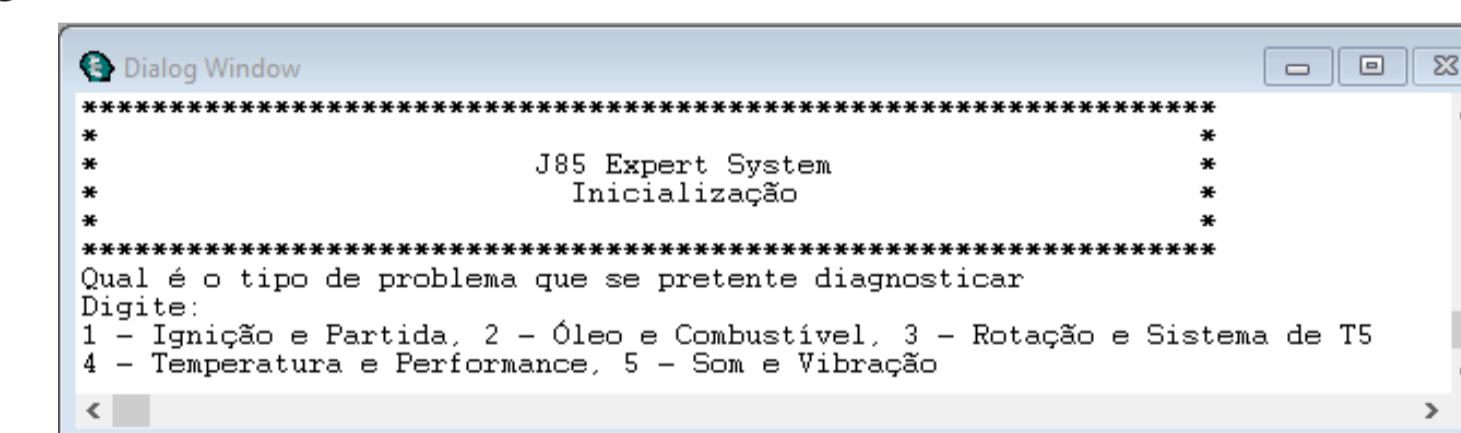 Dialog Window
*****************************************************************
* *
* J85 Expert System *
* Inicialização *
* *
*****************************************************************
Qual é o tipo de problema que se pretente diagnosticar
Digite:
1 - Ignição e Partida, 2 - Óleo e Combustível, 3 - Rotação e Sistema de T5
4 - Temperatura e Performance, 5 - Som e Vibração